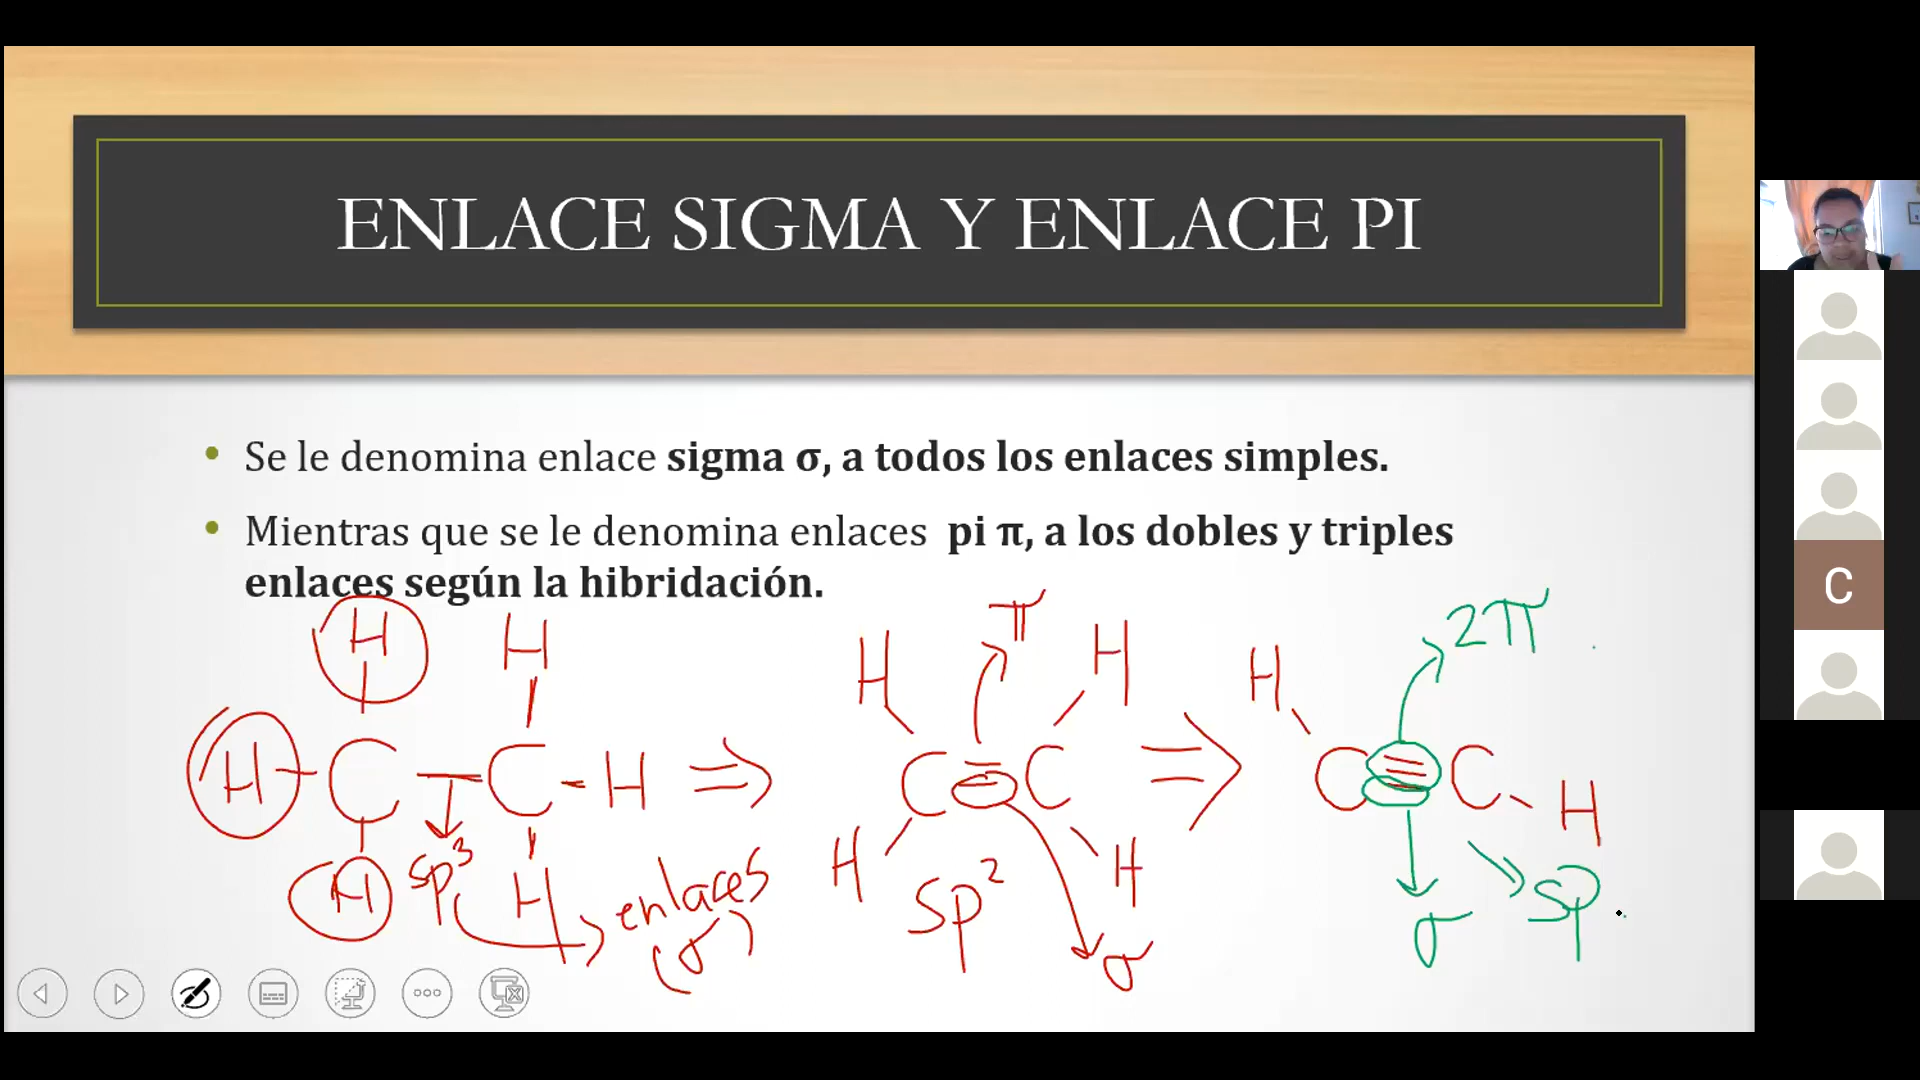 ENLACE SIGMA Y ENLACE PI
• Se le denomina enlace sigma σ, a todos los enlaces simples.
• Mientras que se le denomina enlaces pi π, a los dobles y triples
enlaces según la hibridación.
H H H π H H 2π
H - C - C - H ⇒ C = C ⇒ C ≡ C - H
H sp³ H enlaces H sp² H σ sp
(σ) σ
C